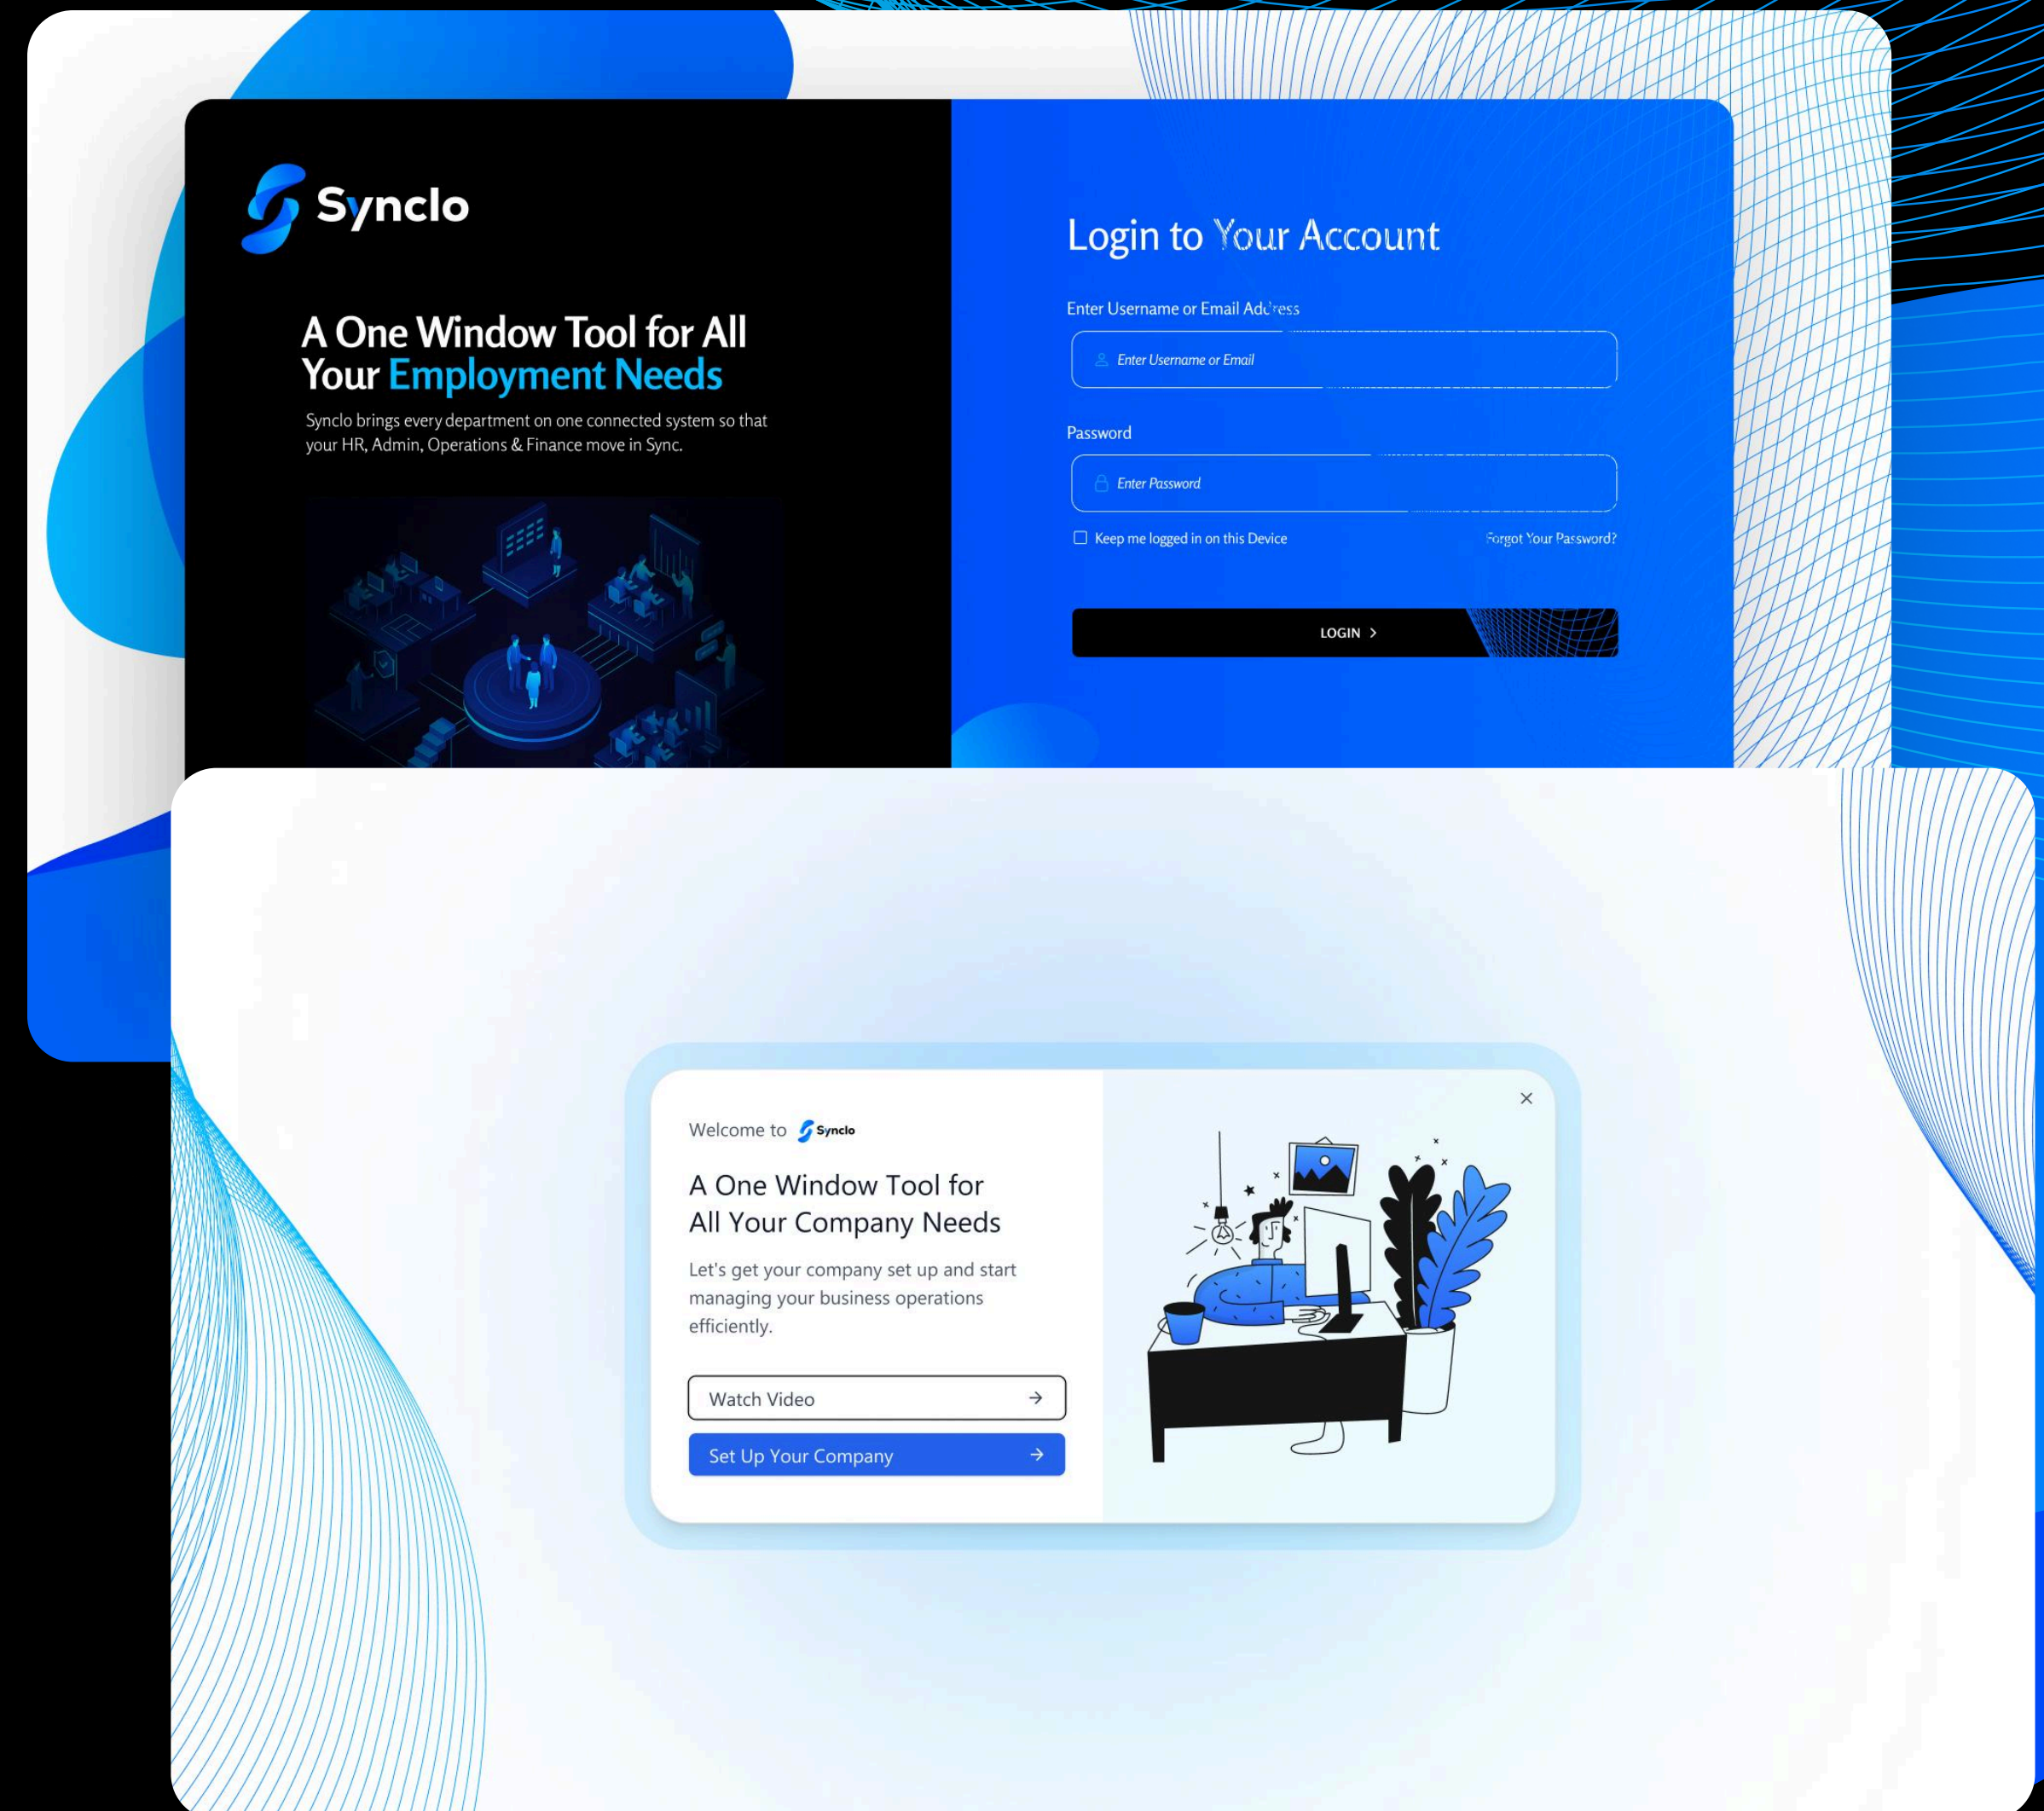 Synclo
A One Window Tool for All
Your Employment Needs
Synclo brings every department on one connected system so that
your HR, Admin, Operations & Finance move in Sync.
Login to Your Account
Enter Username or Email Address
Enter Username or Email
Password
Enter Password
Keep me logged in on this Device
Forgot Your Password?
LOGIN >
Welcome to Synclo
A One Window Tool for
All Your Company Needs
Let's get your company set up and start
managing your business operations
efficiently.
Watch Video →
Set Up Your Company →